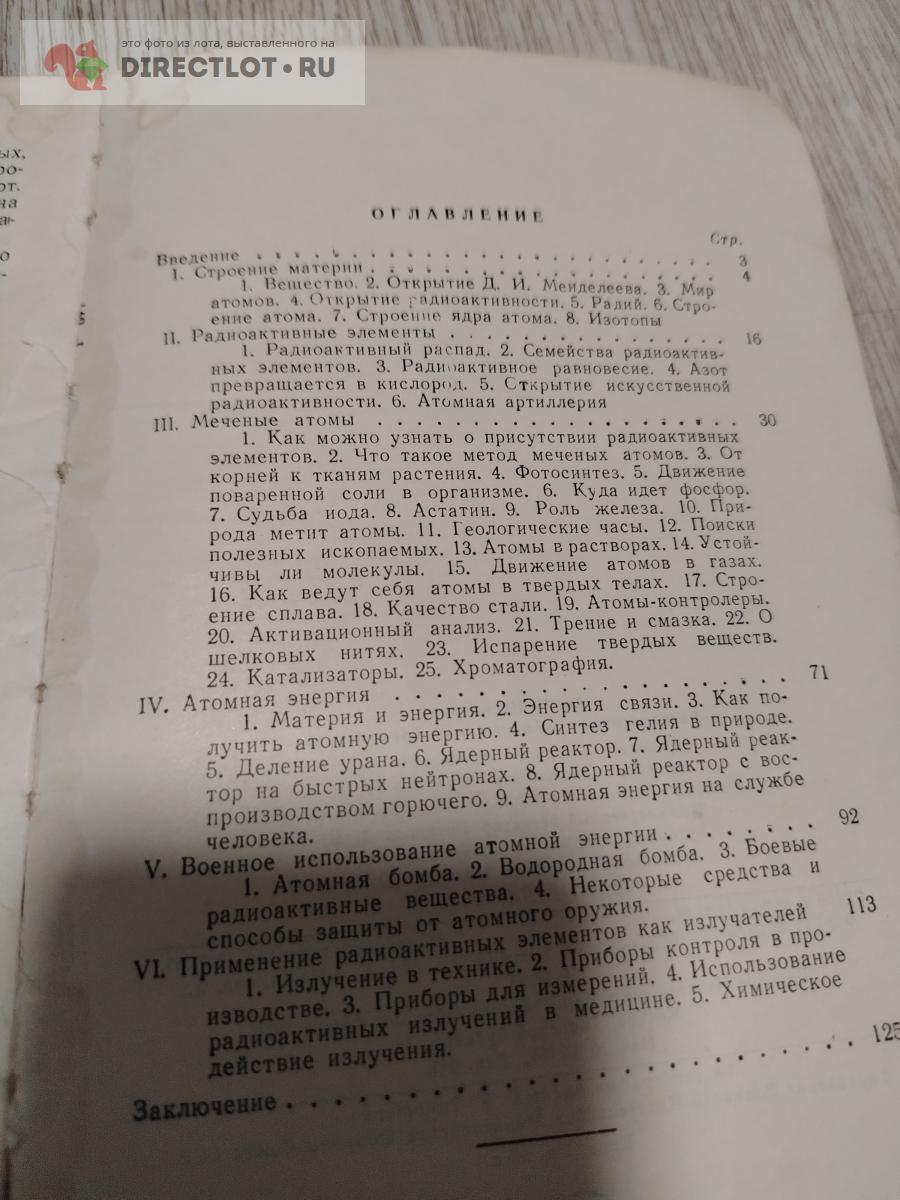 это фото из лота, выставленного на
DIRECTLOT•RU
ых,
ро-
от.
на
а-
о
ОГЛАВЛЕНИЕ
Стр.
Введение . . . . . . . . . . . . . . . . . . . . . . 3
I. Строение материи . . . . . . . . . . . . . . . . . 4
1. Вещество. 2. Открытие Д. И. Менделеева. 3. Мир
атомов. 4. Открытие радиоактивности. 5. Радий. 6. Стро-
ение атома. 7. Строение ядра атома. 8. Изотопы
II. Радиоактивные элементы . . . . . . . . . . . . . . 16
1. Радиоактивный распад. 2. Семейства радиоактив-
ных элементов. 3. Радиоактивное равновесие. 4. Азот
превращается в кислород. 5. Открытие искусственной
радиоактивности. 6. Атомная артиллерия
III. Меченые атомы . . . . . . . . . . . . . . . . . . 30
1. Как можно узнать о присутствии радиоактивных
элементов. 2. Что такое метод меченых атомов. 3. От
корней к тканям растения. 4. Фотосинтез. 5. Движение
поваренной соли в организме. 6. Куда идет фосфор.
7. Судьба иода. 8. Астатин. 9. Роль железа. 10. При-
рода метит атомы. 11. Геологические часы. 12. Поиски
полезных ископаемых. 13. Атомы в растворах. 14. Устой-
чивы ли молекулы. 15. Движение атомов в газах.
16. Как ведут себя атомы в твердых телах. 17. Стро-
ение сплава. 18. Качество стали. 19. Атомы-контролеры.
20. Активационный анализ. 21. Трение и смазка. 22. О
шелковых нитях. 23. Испарение твердых веществ.
24. Катализаторы. 25. Хроматография.
IV. Атомная энергия . . . . . . . . . . . . . . . . . 71
1. Материя и энергия. 2. Энергия связи. 3. Как по-
лучить атомную энергию. 4. Синтез гелия в природе.
5. Деление урана. 6. Ядерный реактор. 7. Ядерный реак-
тор на быстрых нейтронах. 8. Ядерный реактор с вос-
производством горючего. 9. Атомная энергия на службе
человека.
V. Военное использование атомной энергии . . . . . . . . 92
1. Атомная бомба. 2. Водородная бомба. 3. Боевые
радиоактивные вещества. 4. Некоторые средства и
способы защиты от атомного оружия.
VI. Применение радиоактивных элементов как излучателей 113
1. Излучение в технике. 2. Приборы контроля в про-
изводстве. 3. Приборы для измерений. 4. Использование
радиоактивных излучений в медицине. 5. Химическое
действие излучения.
Заключение . . . . . . . . . . . . . . . . . . . . 125